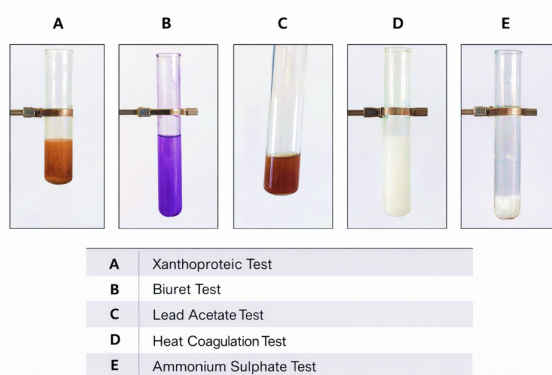 A B C D E
A Xanthoproteic Test
B Biuret Test
C Lead Acetate Test
D Heat Coagulation Test
E Ammonium Sulphate Test